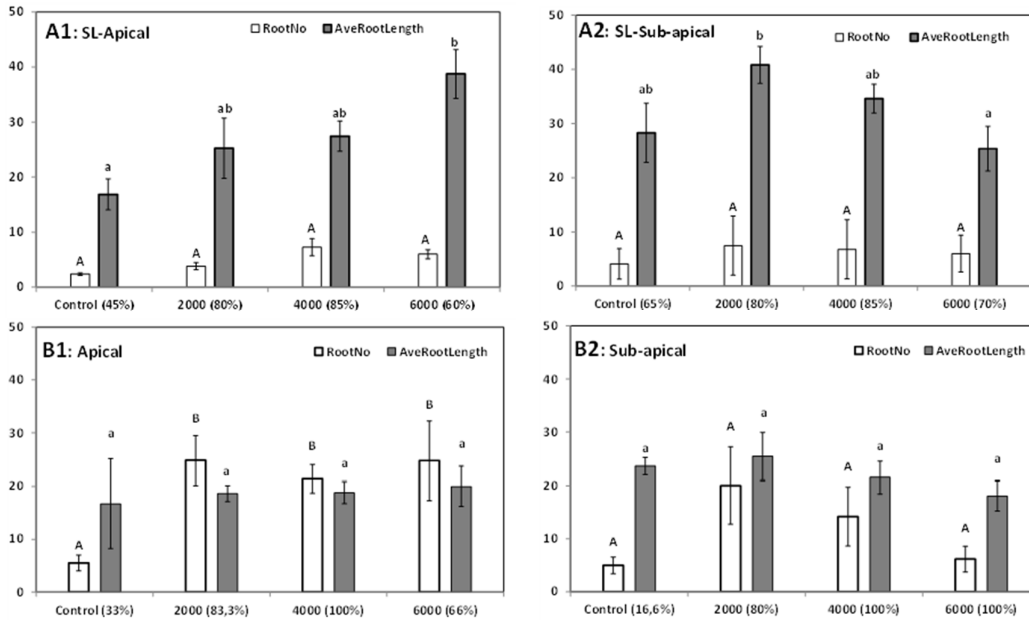 A1: SL-Apical
RootNo AveRootLength
50
40
30
20
10
0
A a
A ab
A ab
A b
Control (45%) 2000 (80%) 4000 (85%) 6000 (60%)
A2: SL-Sub-apical
RootNo AveRootLength
50
40
30
20
10
0
A ab
A b
A ab
A a
Control (65%) 2000 (80%) 4000 (85%) 6000 (70%)
B1: Apical
RootNo AveRootLength
50
40
30
20
10
0
A a
B a
B a
B a
Control (33%) 2000 (83,3%) 4000 (100%) 6000 (66%)
B2: Sub-apical
RootNo AveRootLength
50
40
30
20
10
0
A a
A a
A a
A a
Control (16,6%) 2000 (80%) 4000 (100%) 6000 (100%)